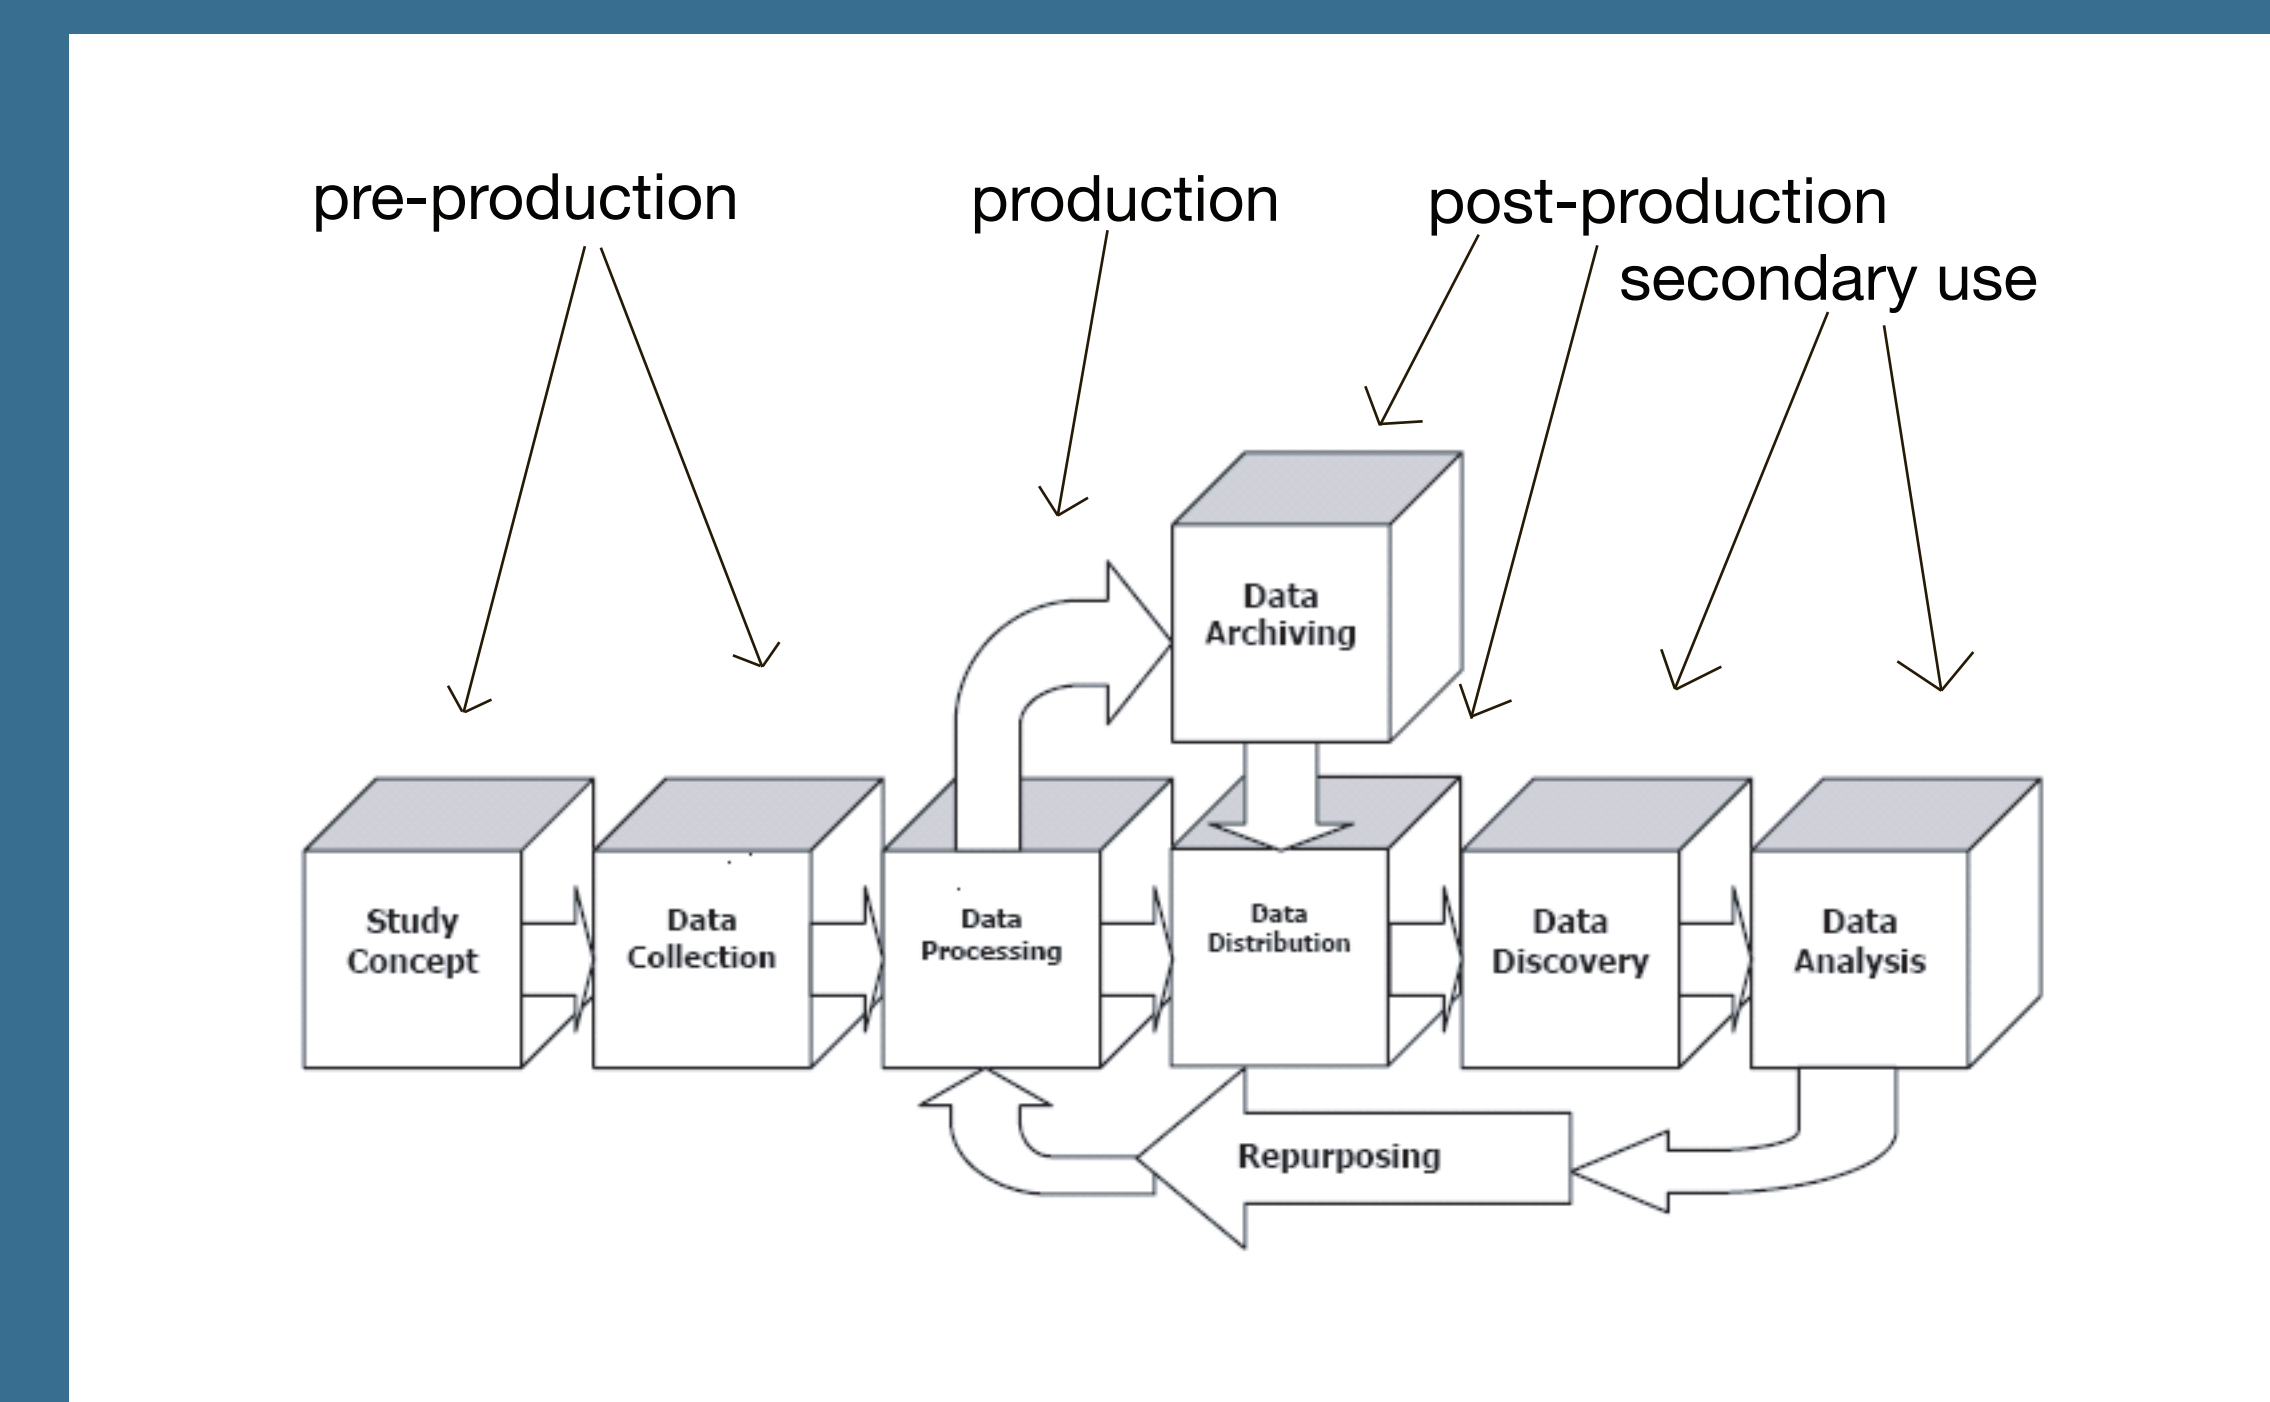 pre-production
production
post-production
secondary use
Data
Archiving
Study
Concept
Data
Collection
Data
Processing
Data
Distribution
Data
Discovery
Data
Analysis
Repurposing